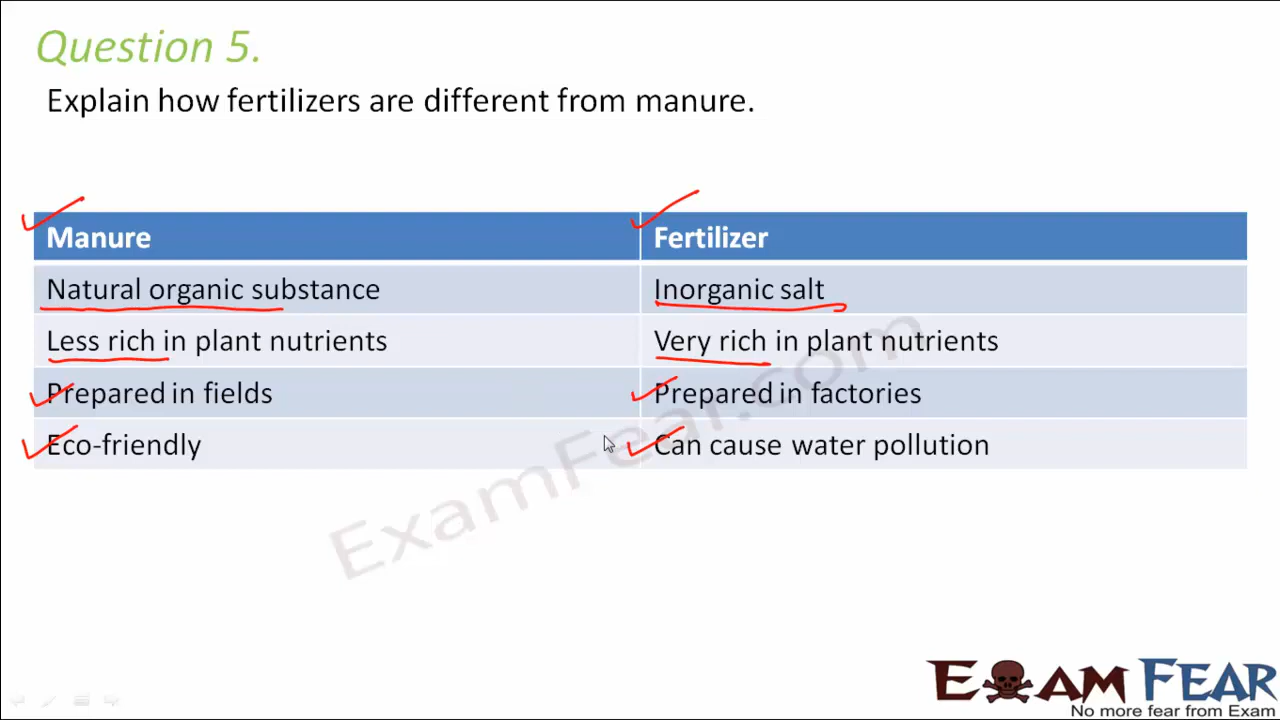 Question 5.
Explain how fertilizers are different from manure.
Manure Fertilizer
Natural organic substance Inorganic salt
Less rich in plant nutrients Very rich in plant nutrients
Prepared in fields Prepared in factories
Eco-friendly Can cause water pollution
ExamFear.com
EXAM FEAR
No more fear from Exam